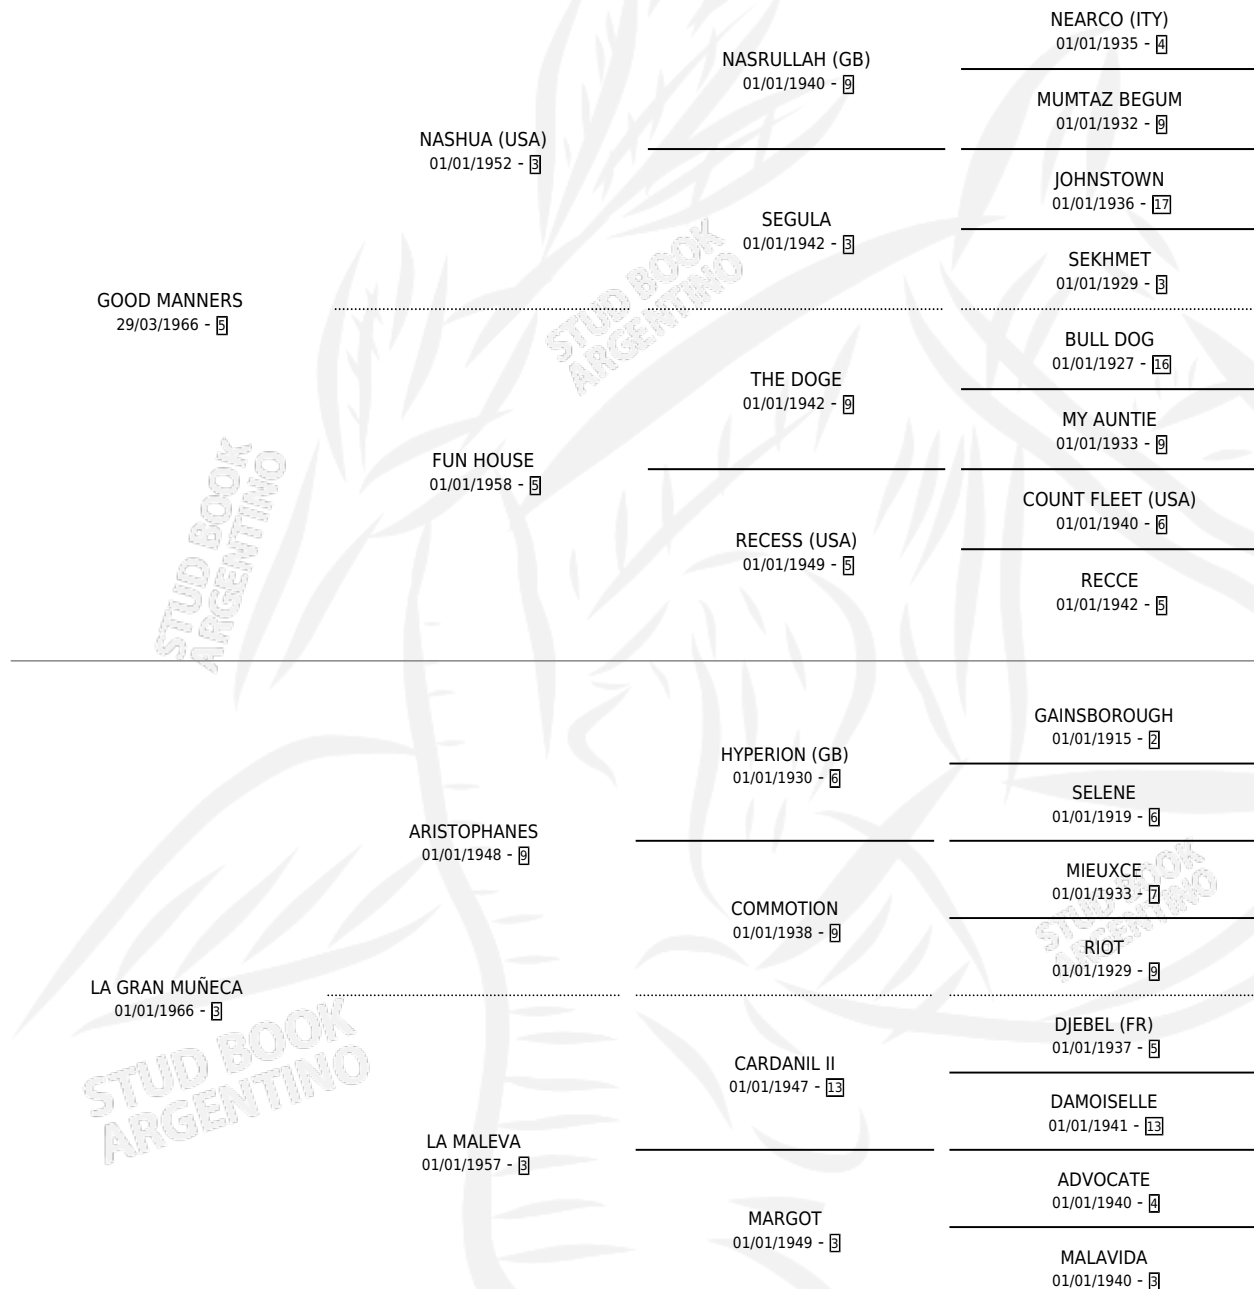 GOOD MANNERS
29/03/1966 - 5
NASHUA (USA)
01/01/1952 - 3
NASRULLAH (GB)
01/01/1940 - 9
NEARCO (ITY)
01/01/1935 - 4
MUMTAZ BEGUM
01/01/1932 - 9
SEGULA
01/01/1942 - 3
JOHNSTOWN
01/01/1936 - 17
SEKHMET
01/01/1929 - 3
FUN HOUSE
01/01/1958 - 5
THE DOGE
01/01/1942 - 9
BULL DOG
01/01/1927 - 16
MY AUNTIE
01/01/1933 - 9
RECESS (USA)
01/01/1949 - 5
COUNT FLEET (USA)
01/01/1940 - 6
RECCE
01/01/1942 - 5
LA GRAN MUÑECA
01/01/1966 - 3
ARISTOPHANES
01/01/1948 - 9
HYPERION (GB)
01/01/1930 - 6
GAINSBOROUGH
01/01/1915 - 2
SELENE
01/01/1919 - 6
COMMOTION
01/01/1938 - 9
MIEUXCE
01/01/1933 - 7
RIOT
01/01/1929 - 9
LA MALEVA
01/01/1957 - 3
CARDANIL II
01/01/1947 - 13
DJEBEL (FR)
01/01/1937 - 5
DAMOISELLE
01/01/1941 - 13
MARGOT
01/01/1949 - 3
ADVOCATE
01/01/1940 - 4
MALAVIDA
01/01/1940 - 3
STUD BOOK
ARGENTINO
STUD BOOK
ARGENTINO
STUD BOOK
ARGENTINO
STUD BOOK
ARGENTINO